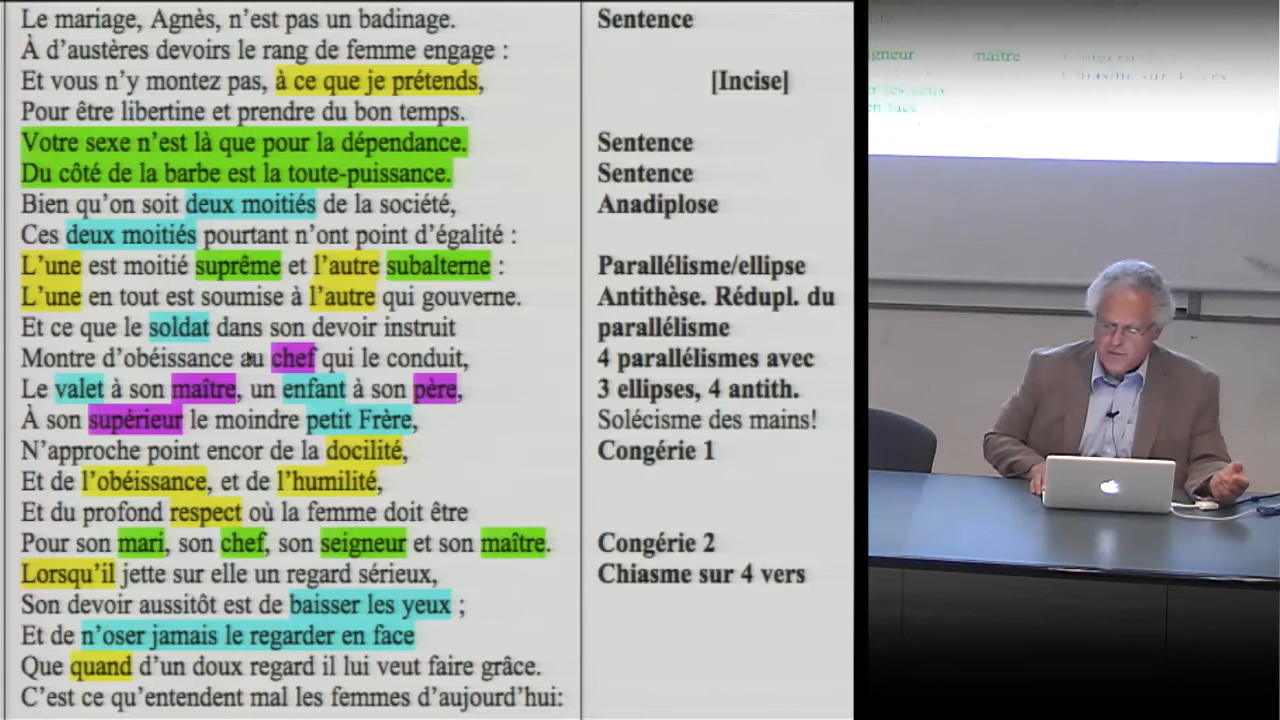 Le mariage, Agnès, n'est pas un badinage.
Sentence
À d'austères devoirs le rang de femme engage :
Et vous n'y montez pas, à ce que je prétends,
[Incise]
Pour être libertine et prendre du bon temps.
Votre sexe n'est là que pour la dépendance.
Sentence
Du côté de la barbe est la toute-puissance.
Sentence
Bien qu'on soit deux moitiés de la société,
Anadiplose
Ces deux moitiés pourtant n'ont point d'égalité :
L'une est moitié suprême et l'autre subalterne :
Parallélisme/ellipse
L'une en tout est soumise à l'autre qui gouverne.
Antithèse. Rédupl. du
Et ce que le soldat dans son devoir instruit
parallélisme
Montre d'obéissance au chef qui le conduit,
4 parallélismes avec
Le valet à son maître, un enfant à son père,
3 ellipses, 4 antith.
À son supérieur le moindre petit Frère,
Solécisme des mains!
N'approche point encor de la docilité,
Congérie 1
Et de l'obéissance, et de l'humilité,
Et du profond respect où la femme doit être
Pour son mari, son chef, son seigneur et son maître.
Congérie 2
Lorsqu'il jette sur elle un regard sérieux,
Chiasme sur 4 vers
Son devoir aussitôt est de baisser les yeux ;
Et de n'oser jamais le regarder en face
Que quand d'un doux regard il lui veut faire grâce.
C'est ce qu'entendent mal les femmes d'aujourd'hui:
maître
sur 4 vers
en face